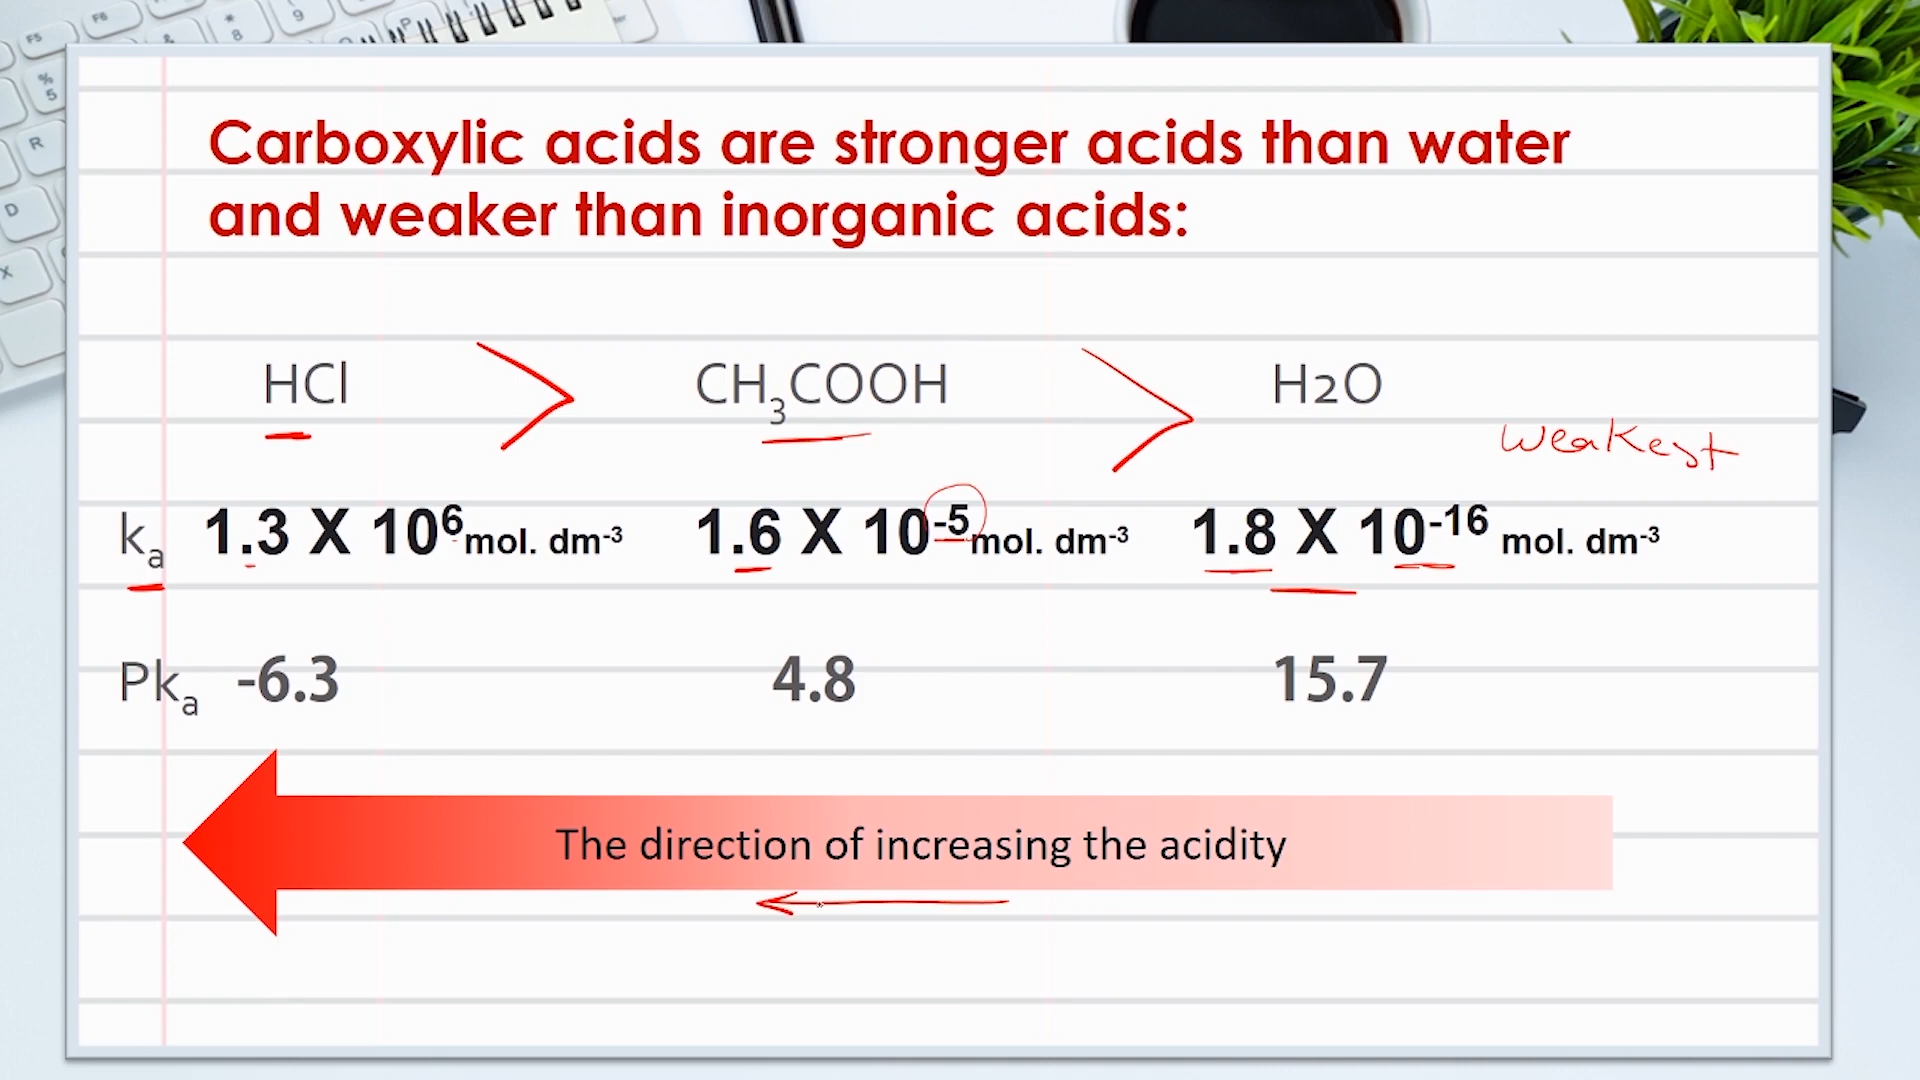 Carboxylic acids are stronger acids than water
and weaker than inorganic acids:
HCl > CH₃COOH > H2O
weakest
kₐ 1.3 X 10⁶ mol. dm⁻³ 1.6 X 10⁻⁵ mol. dm⁻³ 1.8 X 10⁻¹⁶ mol. dm⁻³
Pkₐ -6.3 4.8 15.7
The direction of increasing the acidity